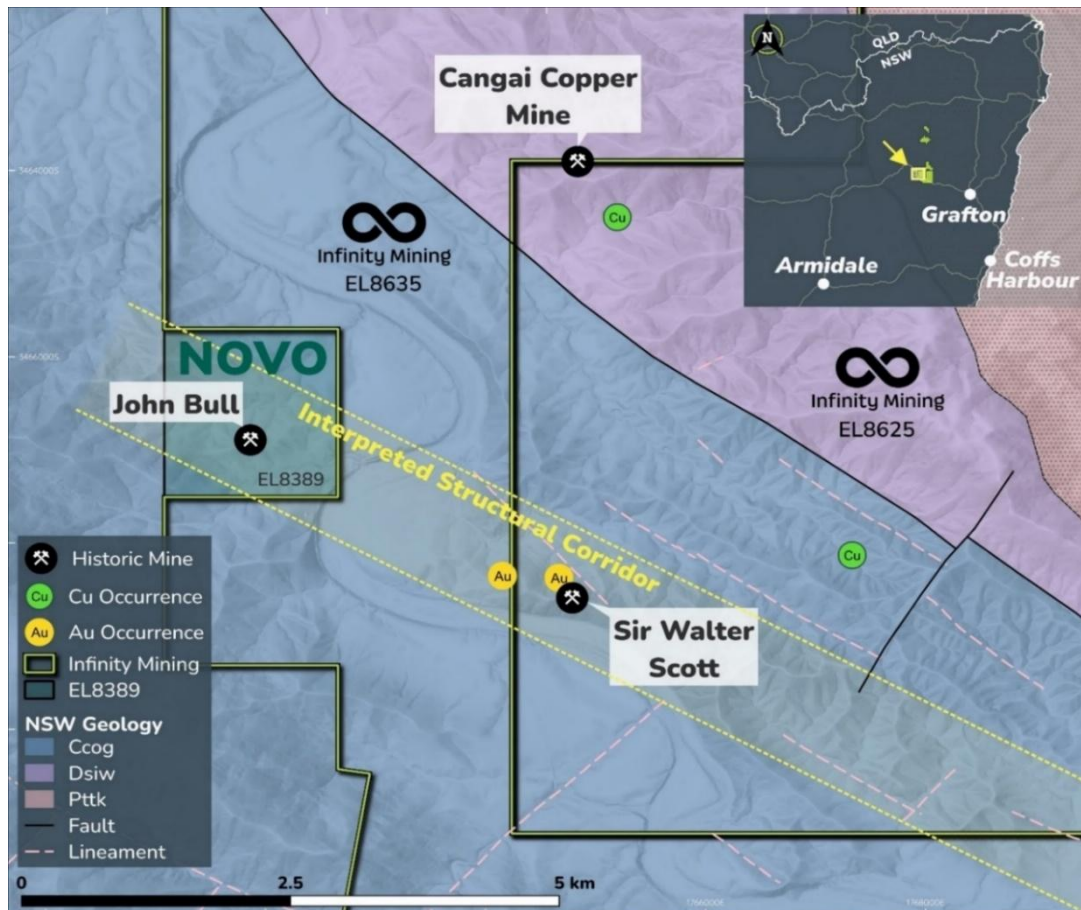 Cangai Copper
Mine
N
QLD
NSW
Grafton
Armidale
Coffs
Harbour
Cu
Infinity Mining
EL8635
NOVO
John Bull
EL8389
Interpreted Structural Corridor
Infinity Mining
EL8625
Cu
Au
Au
Sir Walter
Scott
Historic Mine
Cu Cu Occurrence
Au Au Occurrence
Infinity Mining
EL8389
NSW Geology
Ccog
Dsiw
Pttk
Fault
Lineament
0 2.5 5 km